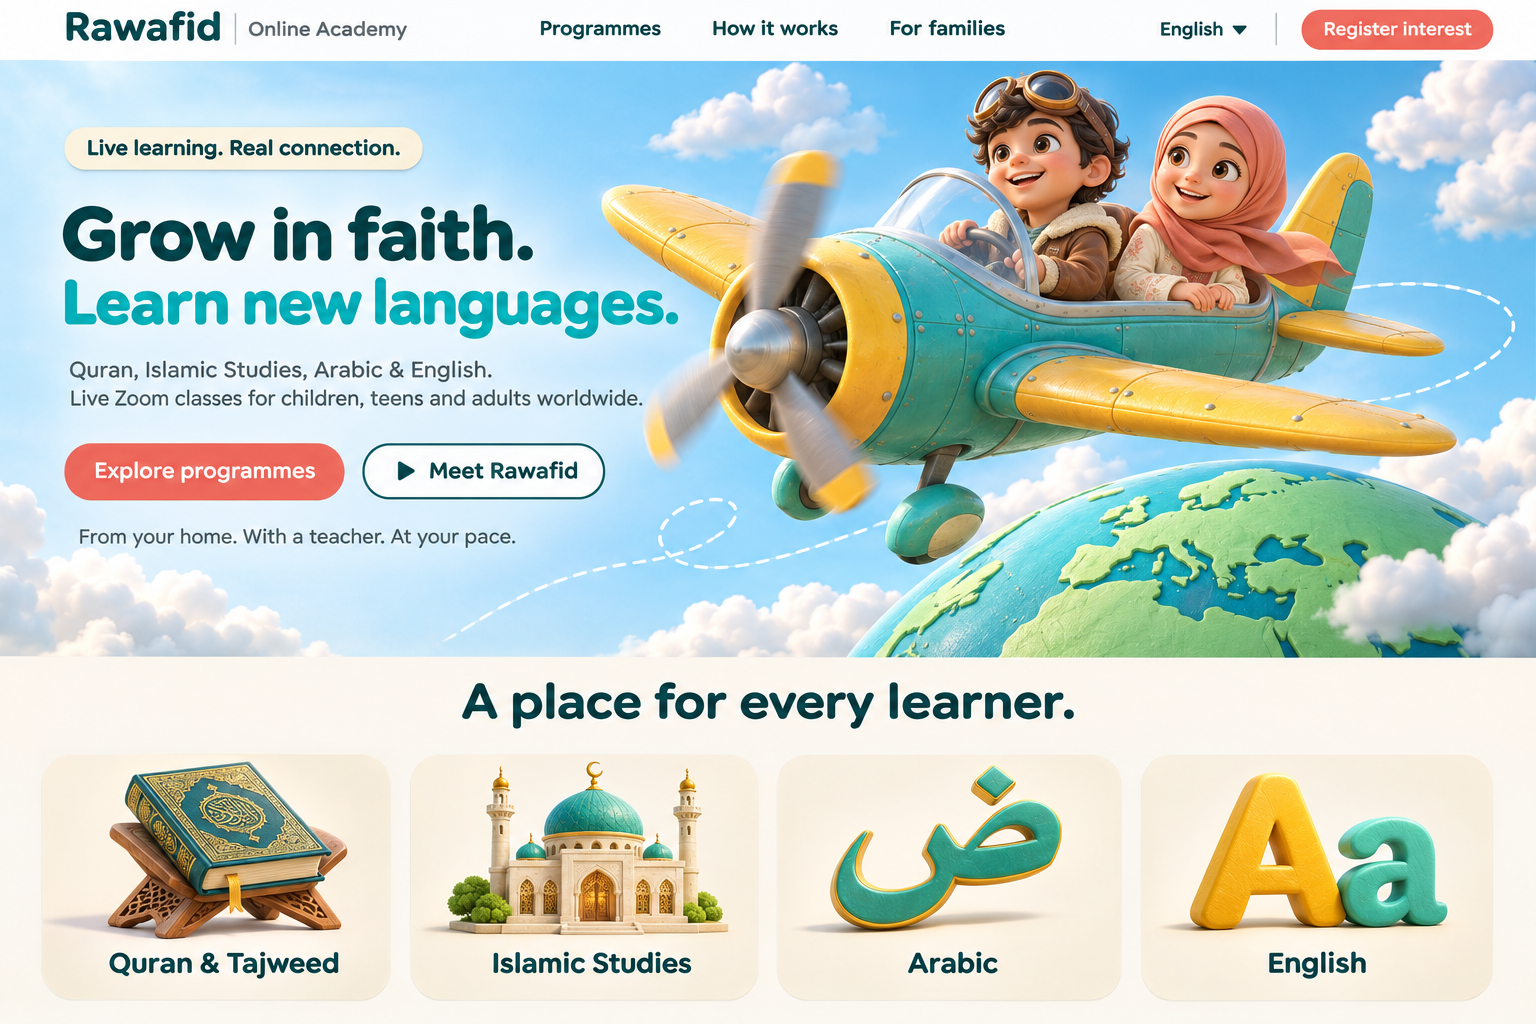 Rawafid
Online Academy
Programmes
How it works
For families
English
Register interest
Live learning. Real connection.
Grow in faith.
Learn new languages.
Quran, Islamic Studies, Arabic & English.
Live Zoom classes for children, teens and adults worldwide.
Explore programmes
Meet Rawafid
From your home. With a teacher. At your pace.
A place for every learner.
ض
Aa
Quran & Tajweed
Islamic Studies
Arabic
English